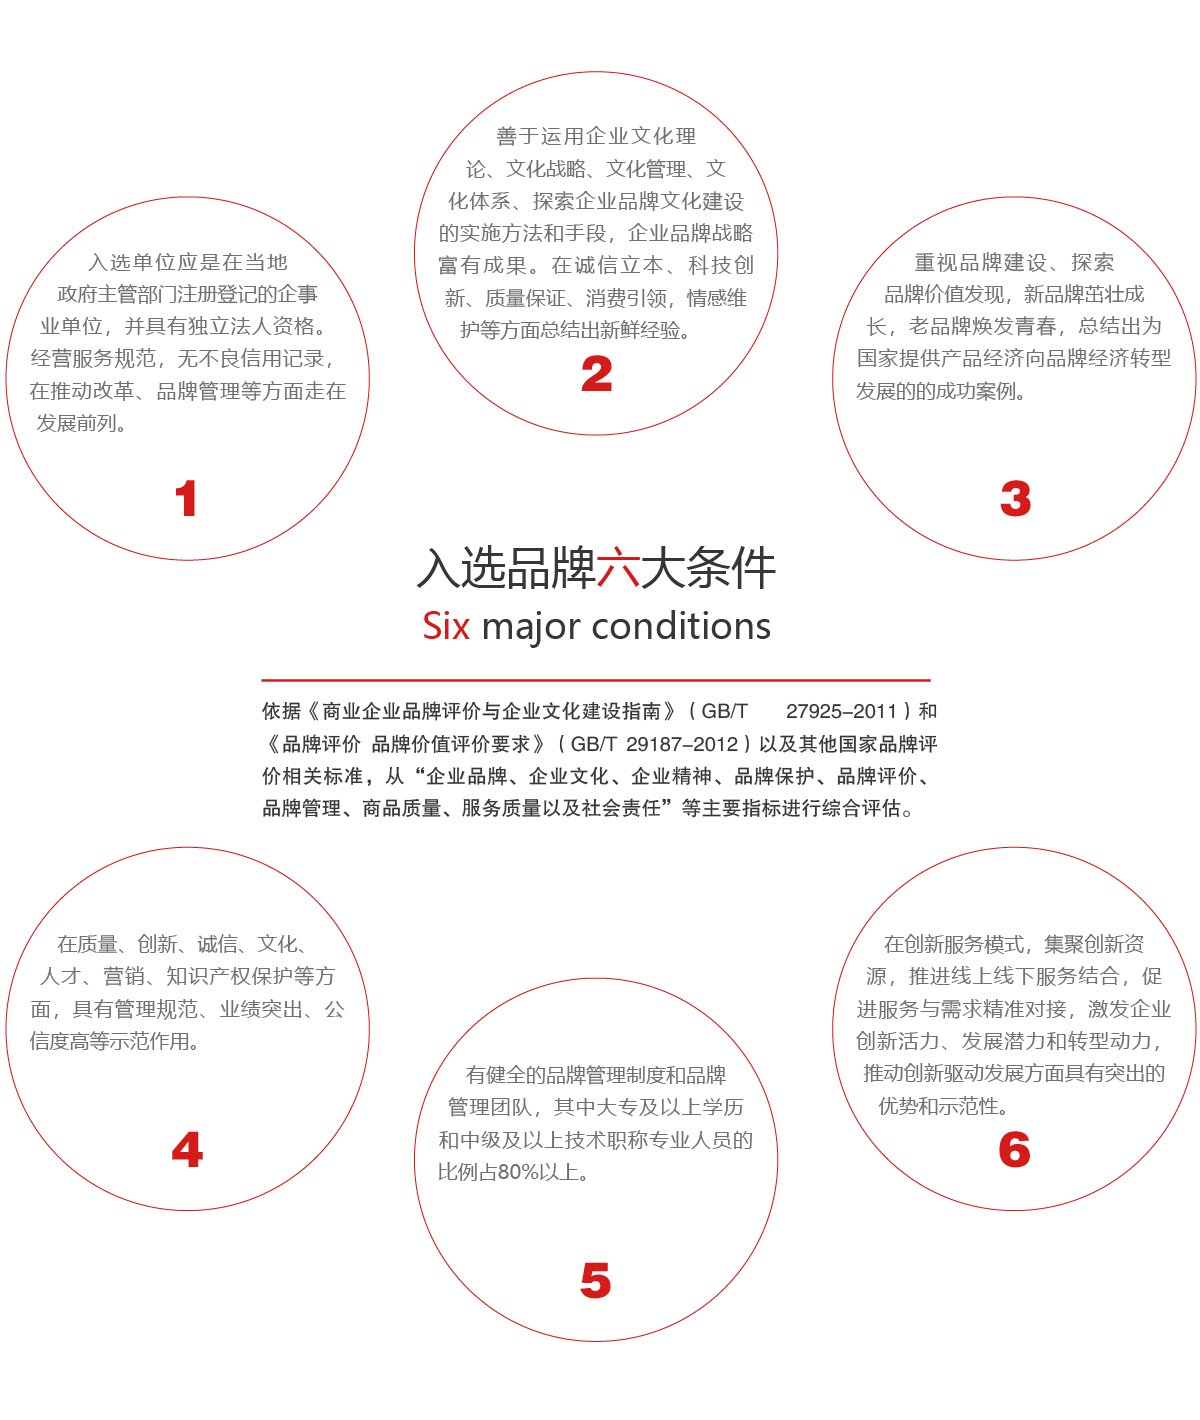 入选单位应是在当地
政府主管部门注册登记的企事
业单位，并具有独立法人资格。
经营服务规范，无不良信用记录，
在推动改革、品牌管理等方面走在
发展前列。
1
善于运用企业文化理
论、文化战略、文化管理、文
化体系、探索企业品牌文化建设
的实施方法和手段，企业品牌战略
富有成果。在诚信立本、科技创
新、质量保证、消费引领，情感维
护等方面总结出新鲜经验。
2
重视品牌建设、探索
品牌价值发现，新品牌茁壮成
长，老品牌焕发青春，总结出为
国家提供产品经济向品牌经济转型
发展的的成功案例。
3
入选品牌六大条件
Six major conditions
依据《商业企业品牌评价与企业文化建设指南》（GB/T 27925-2011）和
《品牌评价 品牌价值评价要求》（GB/T 29187-2012）以及其他国家品牌评
价相关标准，从“企业品牌、企业文化、企业精神、品牌保护、品牌评价、
品牌管理、商品质量、服务质量以及社会责任”等主要指标进行综合评估。
在质量、创新、诚信、文化、
人才、营销、知识产权保护等方
面，具有管理规范、业绩突出、公
信度高等示范作用。
4
有健全的品牌管理制度和品牌
管理团队，其中大专及以上学历
和中级及以上技术职称专业人员的
比例占80%以上。
5
在创新服务模式，集聚创新资
源，推进线上线下服务结合，促
进服务与需求精准对接，激发企业
创新活力、发展潜力和转型动力，
推动创新驱动发展方面具有突出的
优势和示范性。
6